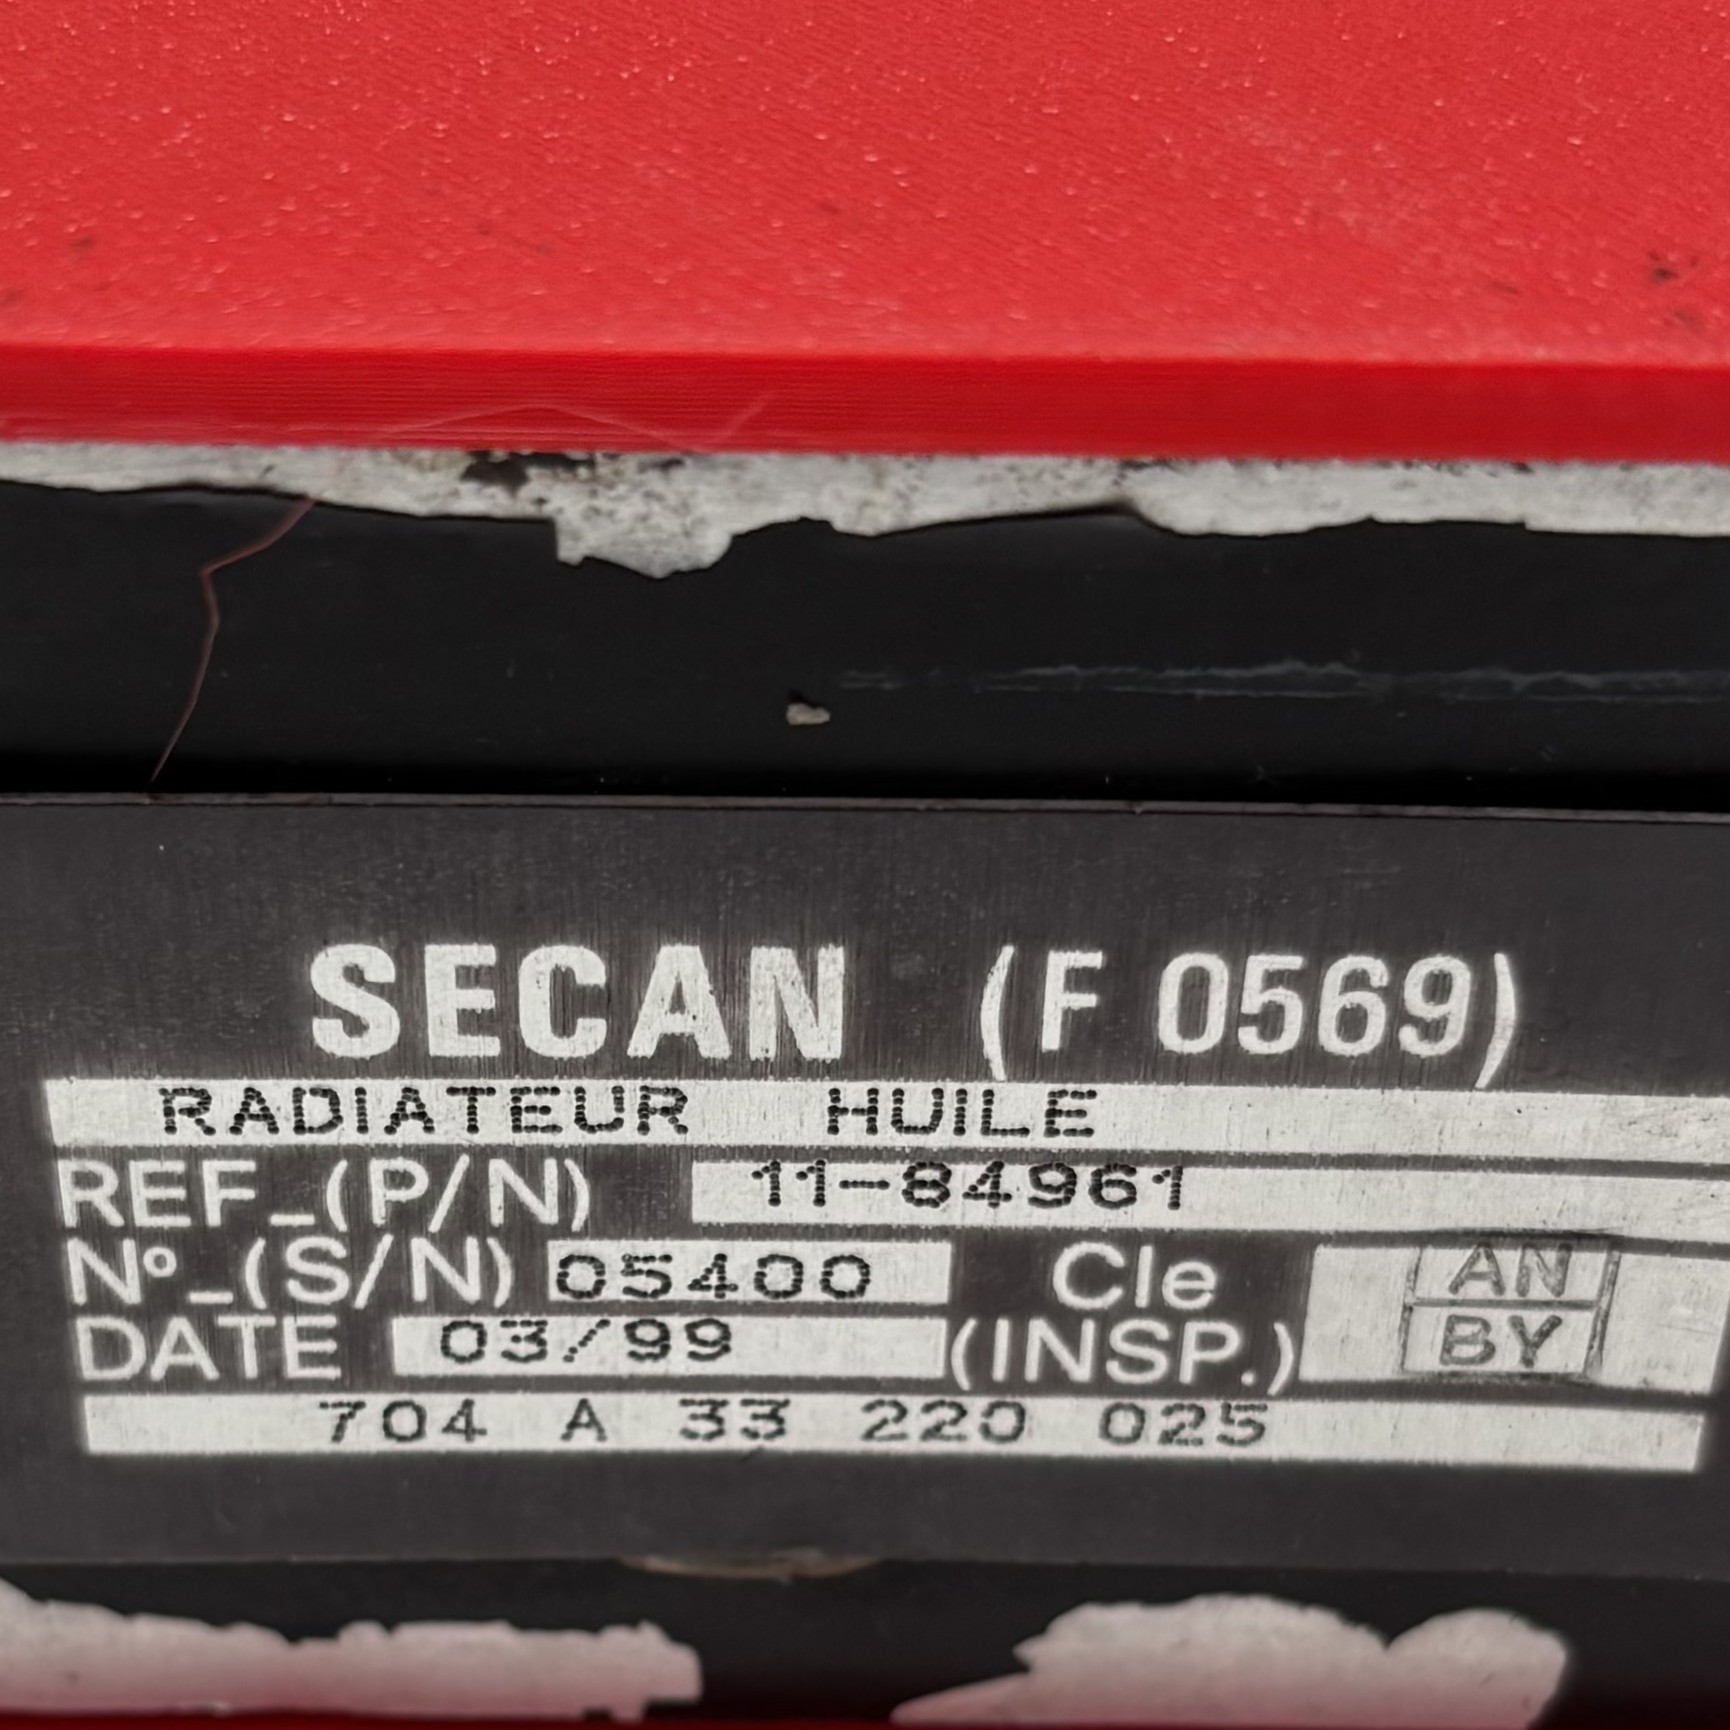 SECAN (F 0569)
RADIATEUR HUILE
REF_(P/N) 11-84961
Nº_(S/N) 05400 Cle AN
DATE 03/99 (INSP.) BY
704 A 33 220 025